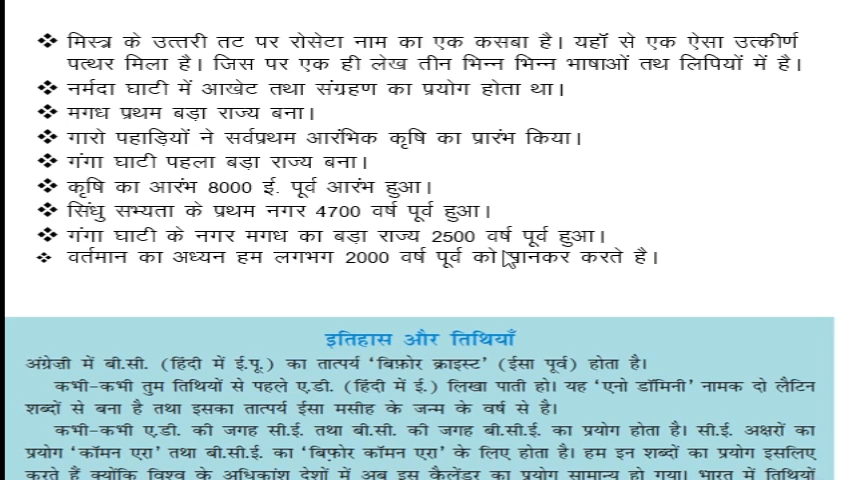 ❖ मिस्त्र के उत्तरी तट पर रोसेटा नाम का एक कसबा है। यहाँ से एक ऐसा उत्कीर्ण
पत्थर मिला है। जिस पर एक ही लेख तीन भिन्न भिन्न भाषाओं तथ लिपियों में है।
❖ नर्मदा घाटी में आखेट तथा संग्रहण का प्रयोग होता था।
❖ मगध प्रथम बड़ा राज्य बना।
❖ गारो पहाड़ियों ने सर्वप्रथम आरंभिक कृषि का प्रारंभ किया।
❖ गंगा घाटी पहला बड़ा राज्य बना।
❖ कृषि का आरंभ 8000 ई. पूर्व आरंभ हुआ।
❖ सिंधु सभ्यता के प्रथम नगर 4700 वर्ष पूर्व हुआ।
❖ गंगा घाटी के नगर मगध का बड़ा राज्य 2500 वर्ष पूर्व हुआ।
❖ वर्तमान का अध्यन हम लगभग 2000 वर्ष पूर्व को मानकर करते है।
इतिहास और तिथियाँ
अंग्रेज़ी में बी.सी. (हिंदी में ई.पू.) का तात्पर्य ‘बिफ़ोर क्राइस्ट’ (ईसा पूर्व) होता है।
कभी-कभी तुम तिथियों से पहले ए.डी. (हिंदी में ई.) लिखा पाती हो। यह ‘एनो डॉमिनी’ नामक दो लैटिन
शब्दों से बना है तथा इसका तात्पर्य ईसा मसीह के जन्म के वर्ष से है।
कभी-कभी ए.डी. की जगह सी.ई. तथा बी.सी. की जगह बी.सी.ई. का प्रयोग होता है। सी.ई. अक्षरों का
प्रयोग ‘कॉमन एरा’ तथा बी.सी.ई. का ‘बिफ़ोर कॉमन एरा’ के लिए होता है। हम इन शब्दों का प्रयोग इसलिए
करते हैं क्योंकि विश्व के अधिकांश देशों में अब इस कैलेंडर का प्रयोग सामान्य हो गया। भारत में तिथियों